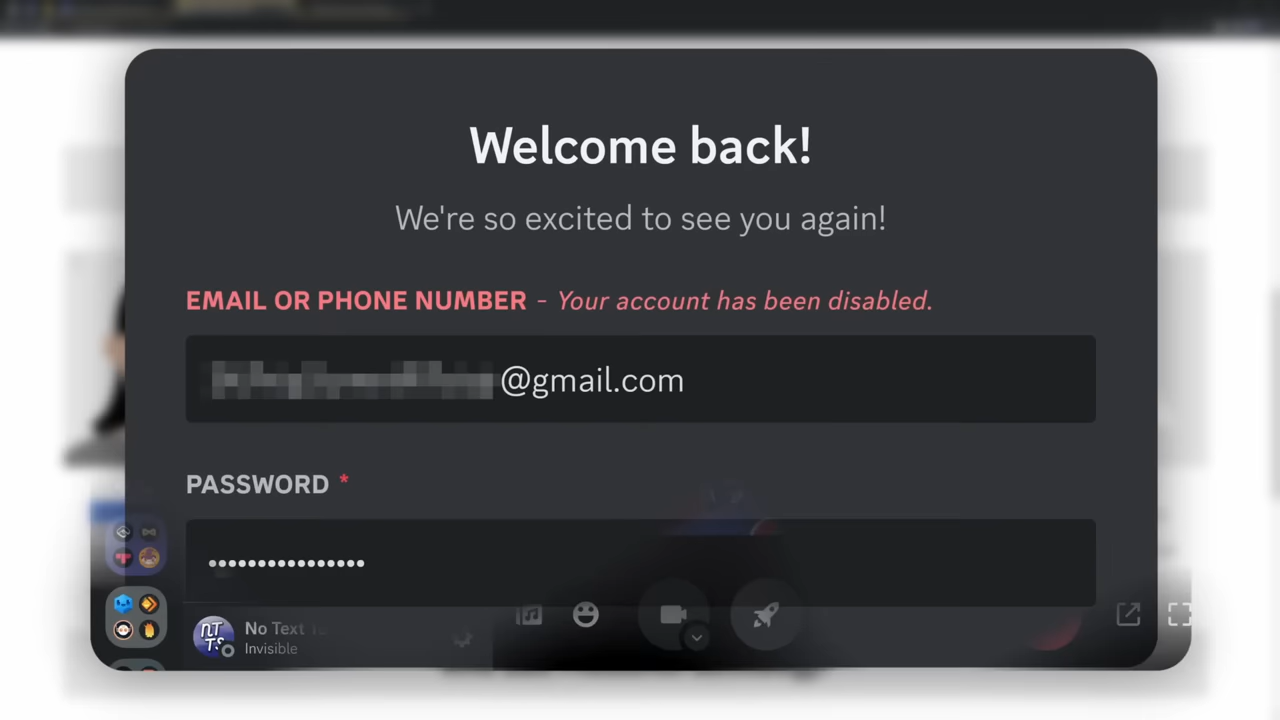 Welcome back!
We're so excited to see you again!
EMAIL OR PHONE NUMBER - Your account has been disabled.
@gmail.com
PASSWORD *
••••••••••••••••
No Text
Invisible